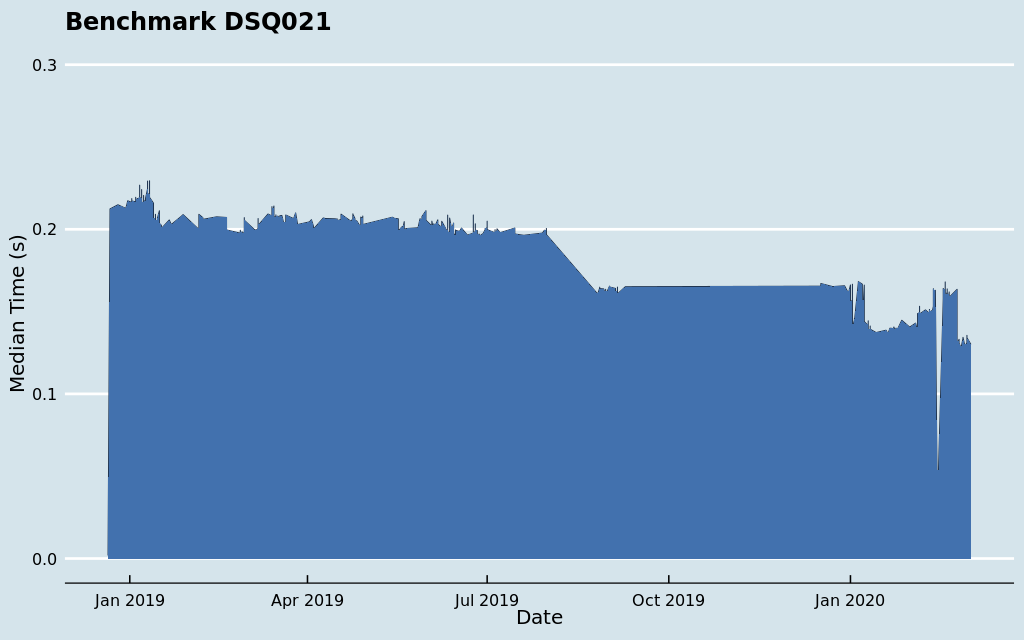 Benchmark DSQ021
0.3
0.2
0.1
0.0
Median Time (s)
Jan 2019 Apr 2019 Jul 2019 Oct 2019 Jan 2020
Date